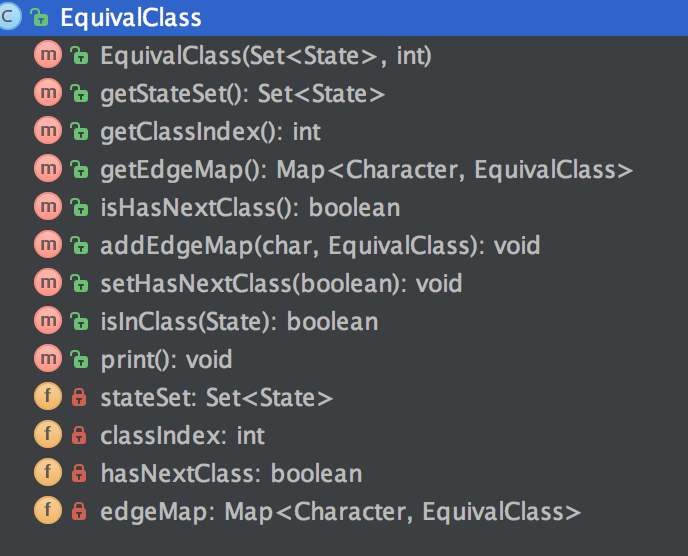 C EquivalClass
m EquivalClass(Set<State>, int)
m getStateSet(): Set<State>
m getClassIndex(): int
m getEdgeMap(): Map<Character, EquivalClass>
m isHasNextClass(): boolean
m addEdgeMap(char, EquivalClass): void
m setHasNextClass(boolean): void
m isInClass(State): boolean
m print(): void
f stateSet: Set<State>
f classIndex: int
f hasNextClass: boolean
f edgeMap: Map<Character, EquivalClass>